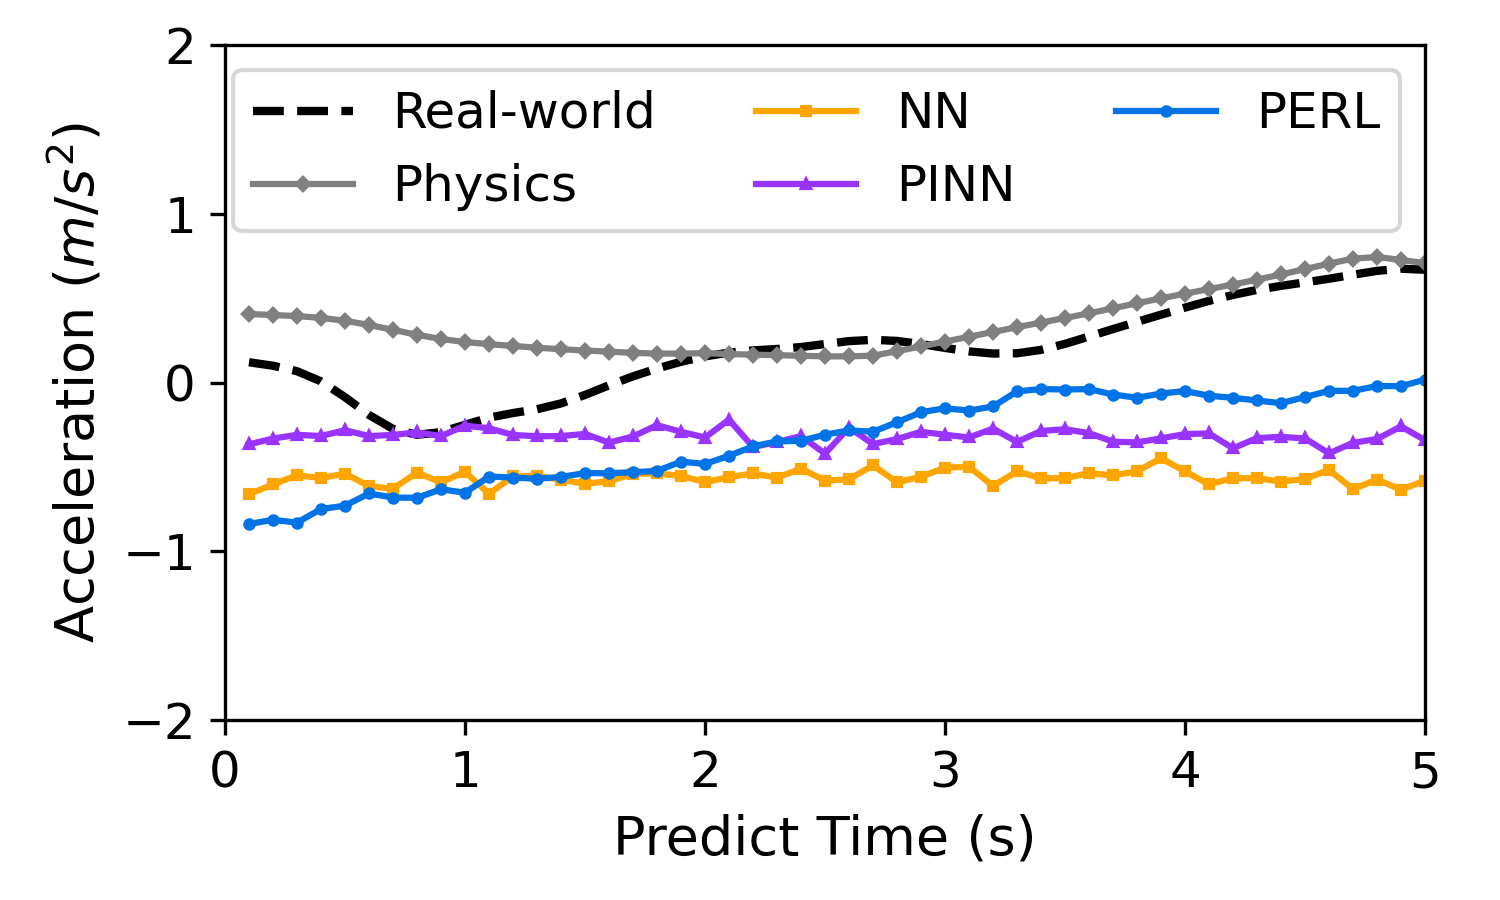 Real-world NN PERL
Physics PINN
Acceleration (m/s²)
2
1
0
−1
−2
0 1 2 3 4 5
Predict Time (s)